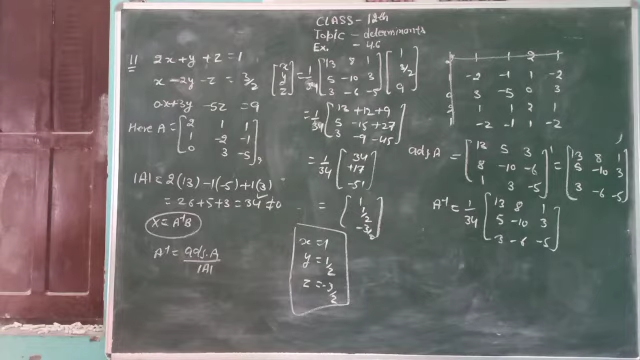 CLASS - 12th
Topic - determinants
Ex. - 4.6
11 2x+y+z=1
x-2y-z=3/2
0x+3y-5z=9
Here A = [2 1 1
1 -2 -1
0 3 -5],
|A| = 2(13)-1(-5)+1(3)
= 26+5+3 = 34 ≠0
X = A⁻¹B
A⁻¹ = adj.A / |A|
[x
y
z] = 1/34 [13 8 1
5 -10 3
3 -6 -5] [1
3/2
9]
= 1/34 [13 +12+9
5 -15+27
3 -9 -45]
= 1/34 [34
+17
-51]
= [1
1/2
-3/2]
x=1
y=1/2
z=-3/2
1 1 2 1
-2 -1 1 -2
3 -5 0 3
1 1 2 1
-2 -1 1 -2
adj A = [13 5 3
8 -10 -6
1 3 -5]' = [13 8 1
5 -10 3
3 -6 -5]
A⁻¹ = 1/34 [13 8 1
5 -10 3
3 -6 -5]